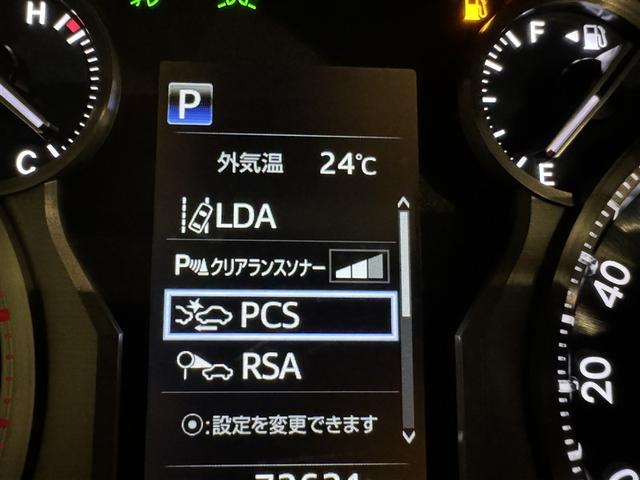 H
C
P
外気温 24℃
LDA
P クリアランスソナー
PCS
RSA
:設定を変更できます
F
E
40
20